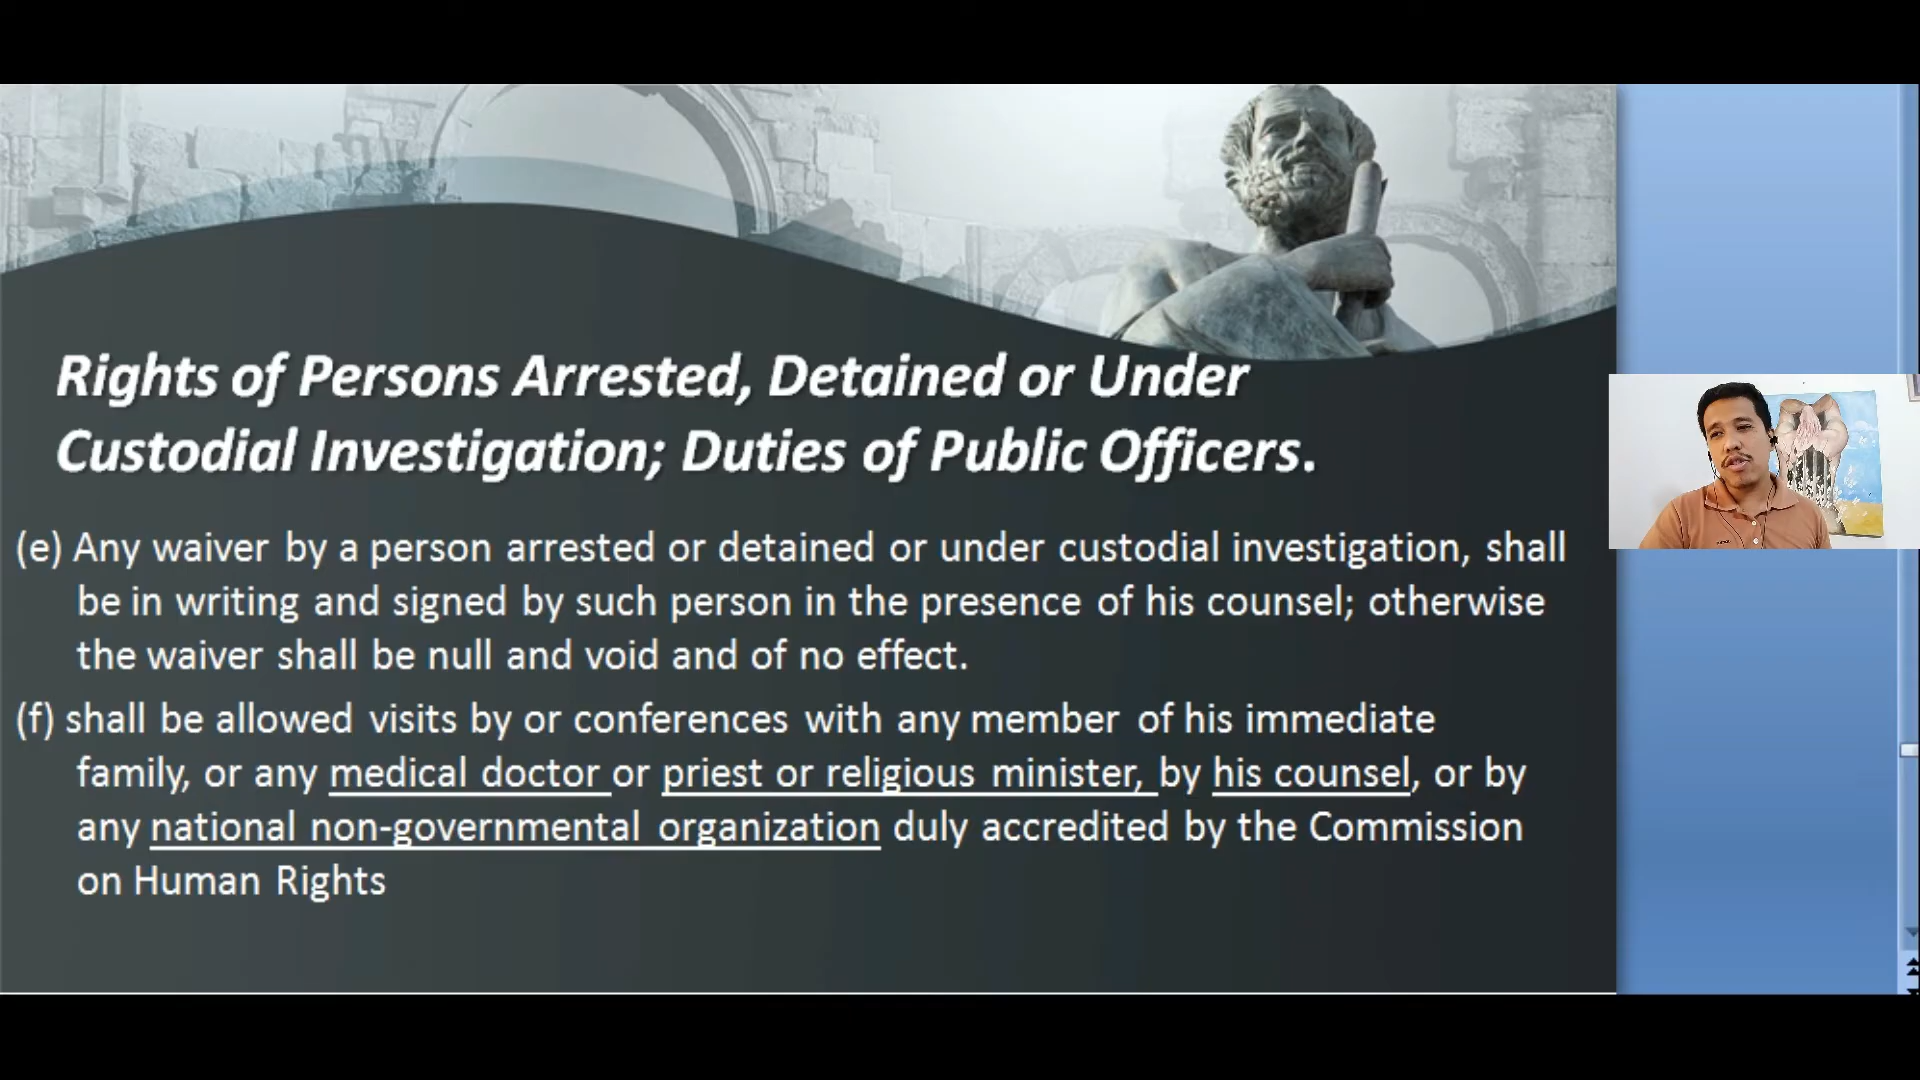 Rights of Persons Arrested, Detained or Under
Custodial Investigation; Duties of Public Officers.
(e) Any waiver by a person arrested or detained or under custodial investigation, shall
be in writing and signed by such person in the presence of his counsel; otherwise
the waiver shall be null and void and of no effect.
(f) shall be allowed visits by or conferences with any member of his immediate
family, or any medical doctor or priest or religious minister, by his counsel, or by
any national non-governmental organization duly accredited by the Commission
on Human Rights